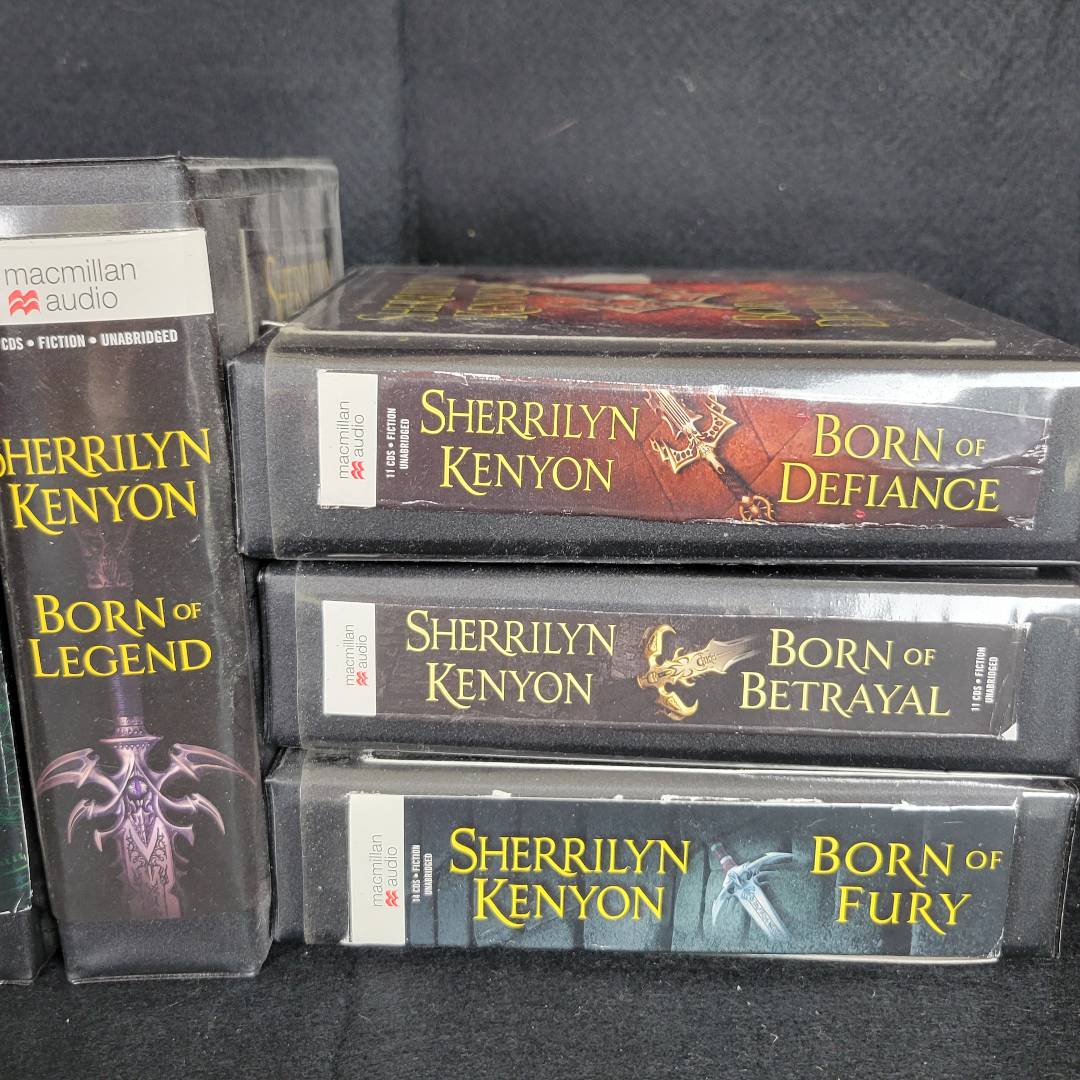 macmillan
audio
CDS • FICTION • UNABRIDGED
SHERRILYN
KENYON
BORN OF
LEGEND
macmillan
audio
11 CDS • FICTION
UNABRIDGED
SHERRILYN
KENYON
BORN OF
DEFIANCE
macmillan
audio
SHERRILYN
KENYON
BORN OF
BETRAYAL
11 CDS • FICTION
UNABRIDGED
macmillan
audio
14 CDS • FICTION
UNABRIDGED
SHERRILYN
KENYON
BORN OF
FURY